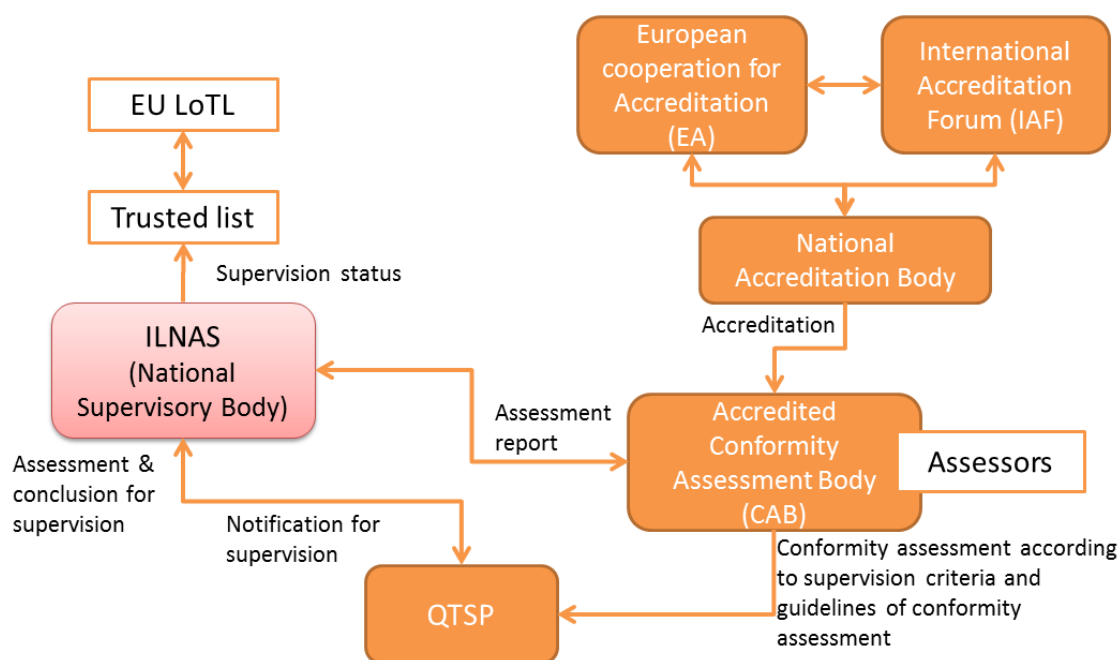 European
cooperation for
Accreditation
(EA)
International
Accreditation
Forum (IAF)
EU LoTL
Trusted list
Supervision status
National
Accreditation Body
Accreditation
ILNAS
(National
Supervisory Body)
Assessment
report
Accredited
Conformity
Assessment Body
(CAB)
Assessors
Assessment &
conclusion for
supervision
Notification for
supervision
QTSP
Conformity assessment according
to supervision criteria and
guidelines of conformity
assessment